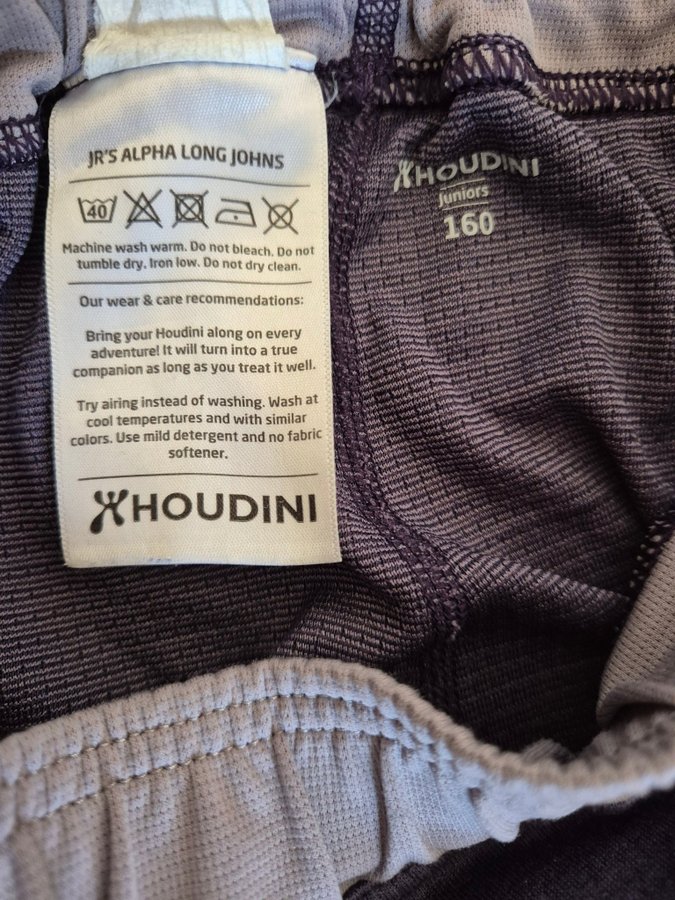 JR'S ALPHA LONG JOHNS
40
Machine wash warm. Do not bleach. Do not
tumble dry. Iron low. Do not dry clean.
Our wear & care recommendations:
Bring your Houdini along on every
adventure! It will turn into a true
companion as long as you treat it well.
Try airing instead of washing. Wash at
cool temperatures and with similar
colors. Use mild detergent and no fabric
softener.
HOUDINI
HOUDINI
Juniors
160